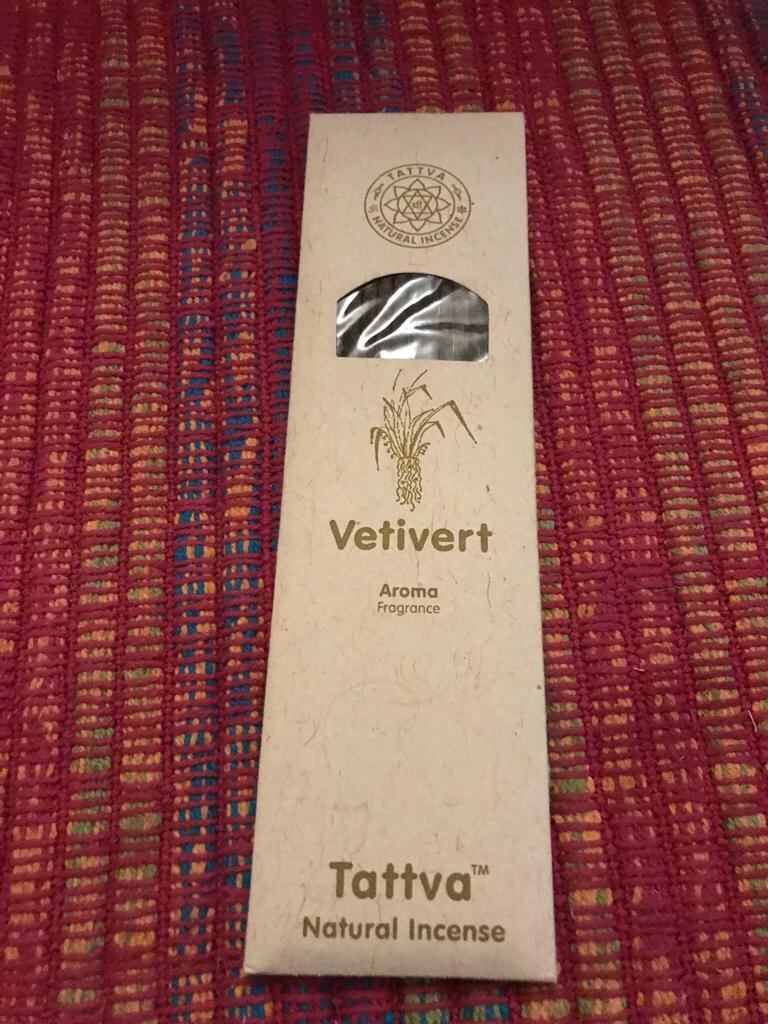 TATTVA
श्री
NATURAL INCENSE
Vetivert
Aroma
Fragrance
Tattva™
Natural Incense